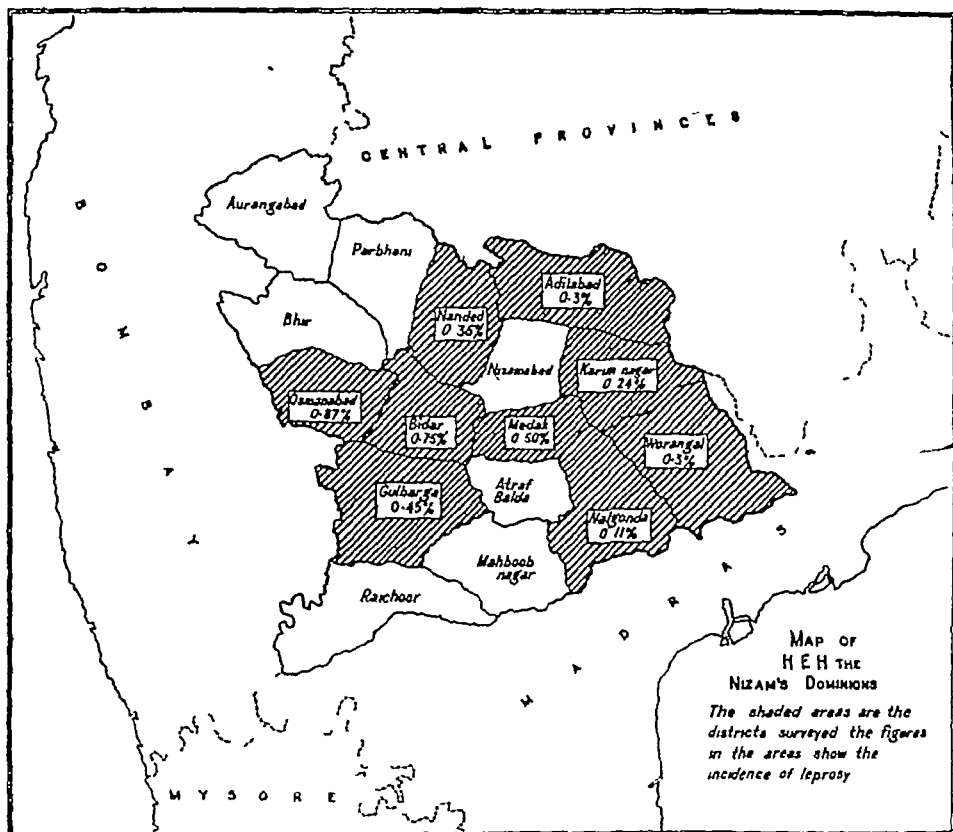 CENTRAL PROVINCES
BOMBAY
Aurangabad
Parbhani
Bhir
Nanded
0·36%
Adilabad
0·3%
Nizamabad
Karim nagar
0 24%
Osmanabad
0·87%
Bidar
0·75%
Medak
0 50%
Warangal
0·3%
Gulbarga
0·45%
Atraf
Balda
Nalgonda
0 11%
Mahboob
nagar
Raichoor
MADRAS
MYSORE
MAP OF
H E H THE
NIZAM'S DOMINIONS
The shaded areas are the
districts surveyed the figures
in the areas show the
incidence of leprosy